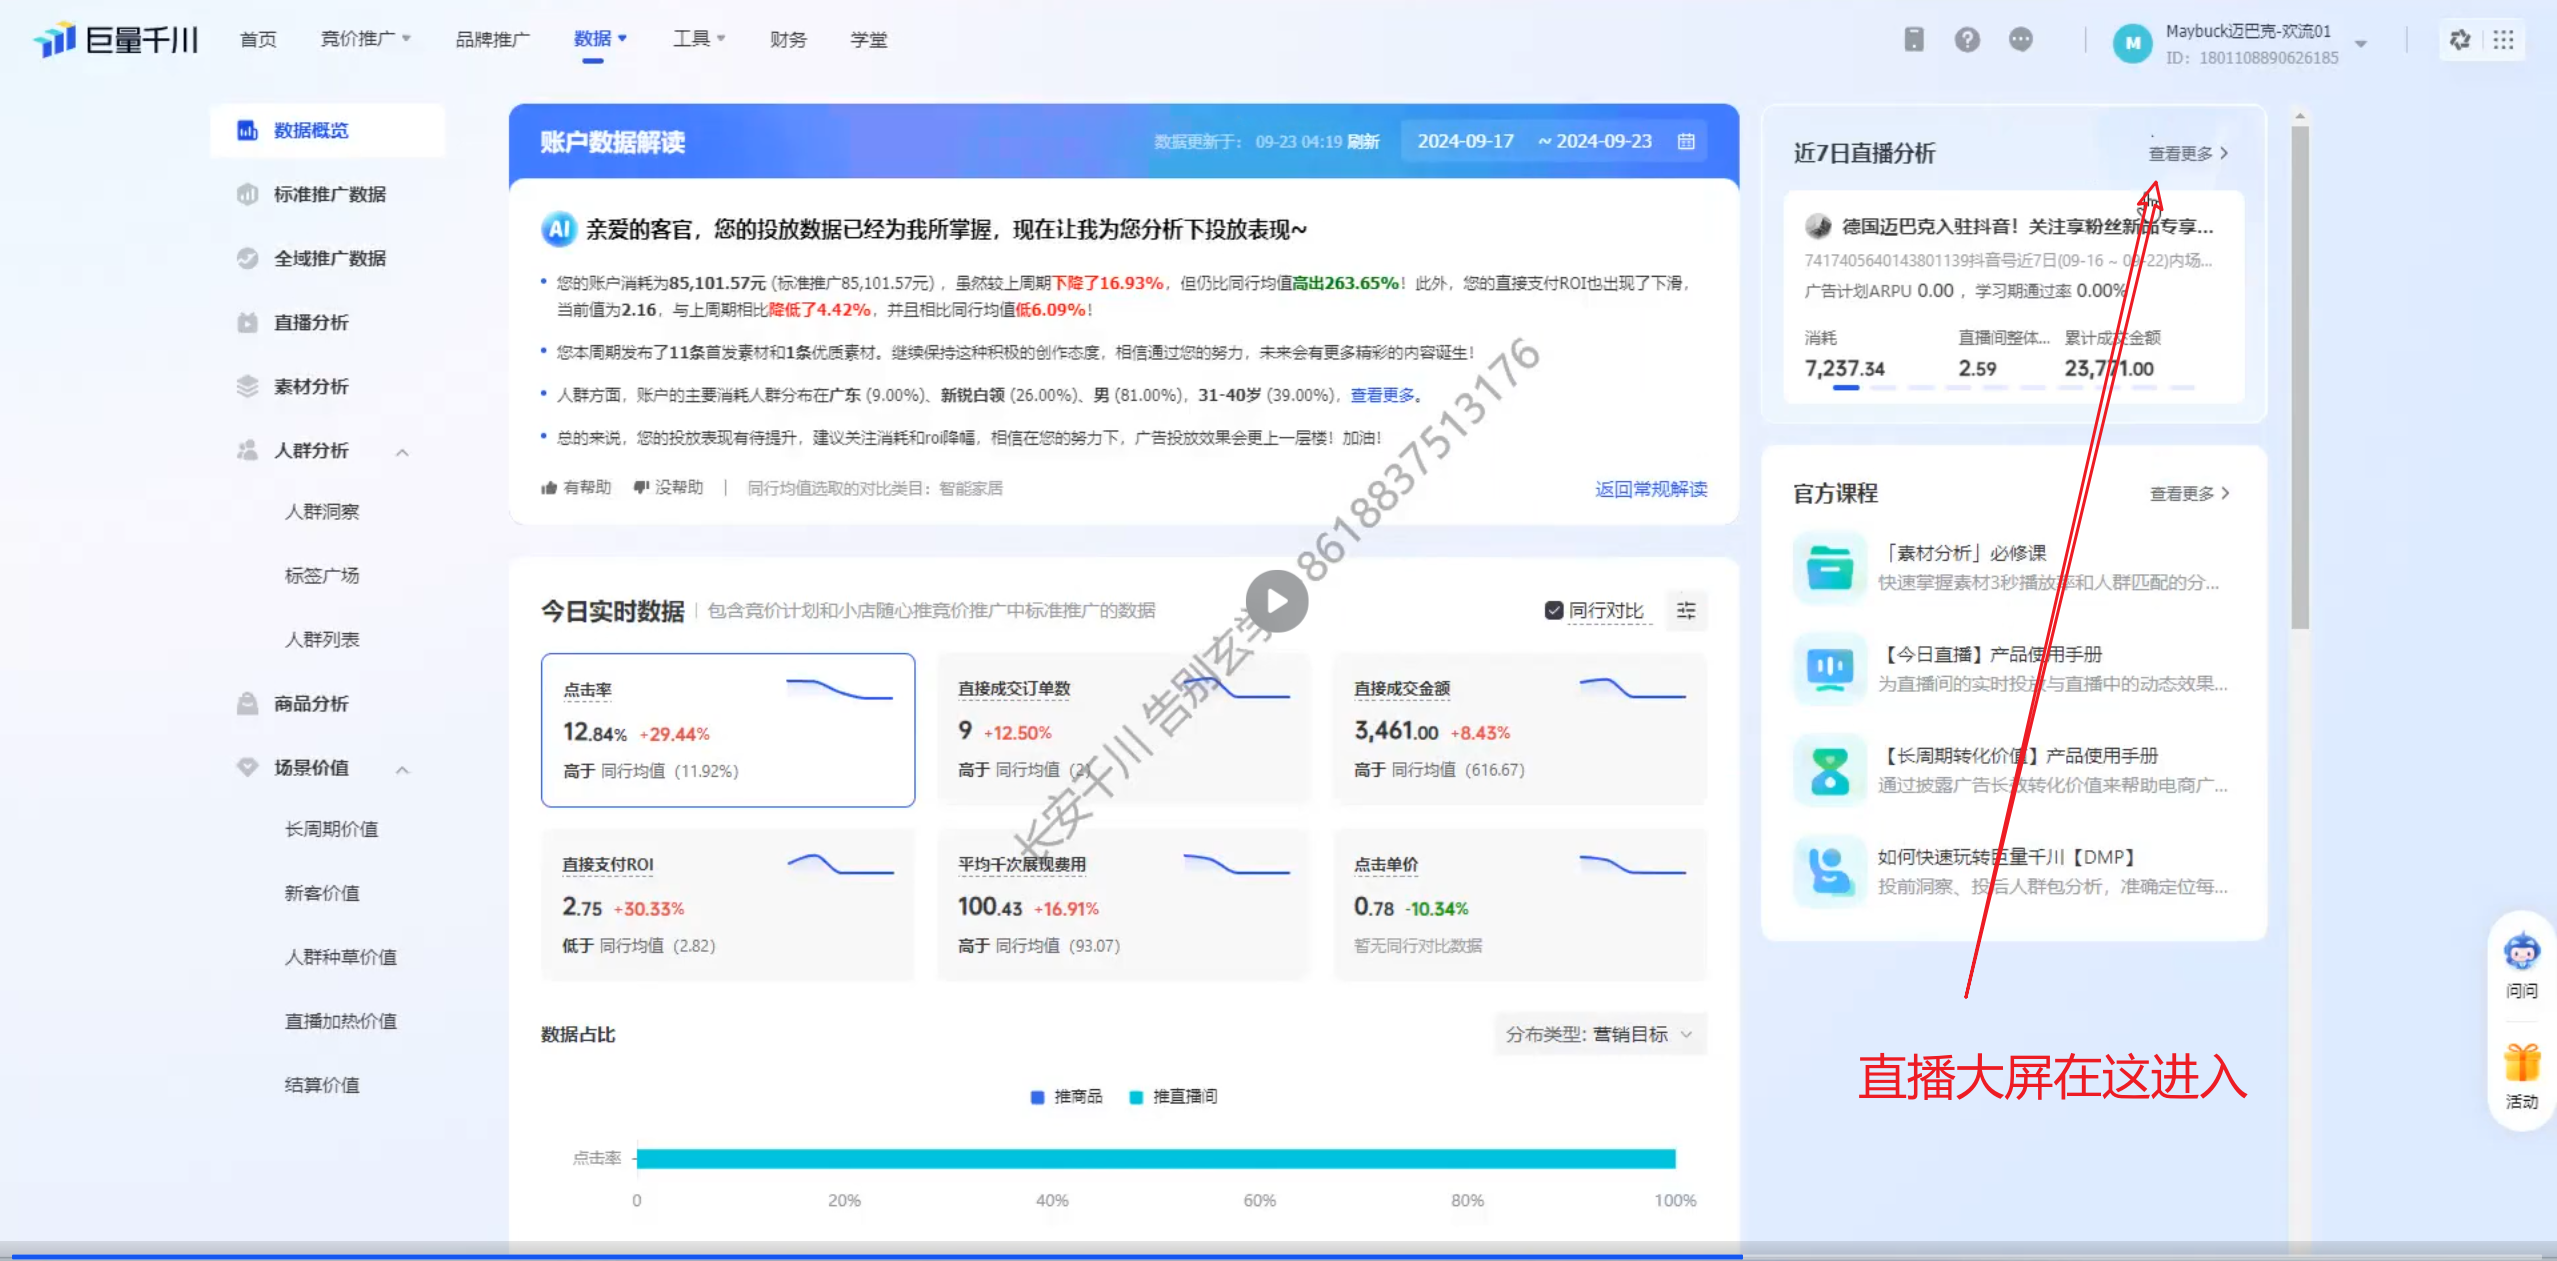 巨量千川
首页
竞价推广
品牌推广
数据
工具
财务
学堂
M
Maybuck迈巴克-欢流01
ID：1801108890626185
数据概览
标准推广数据
全域推广数据
直播分析
素材分析
人群分析
人群洞察
标签广场
人群列表
商品分析
场景价值
长周期价值
新客价值
人群种草价值
直播加热价值
结算价值
账户数据解读
数据更新于： 09-23 04:19 刷新
2024-09-17 ~ 2024-09-23
AI 亲爱的客官，您的投放数据已经为我所掌握，现在让我为您分析下投放表现~
• 您的账户消耗为85,101.57元 (标准推广85,101.57元) ，虽然较上周期下降了16.93%，但仍比同行均值高出263.65%！此外，您的直接支付ROI也出现了下滑，
当前值为2.16，与上周期相比降低了4.42%，并且相比同行均值低6.09%！
• 您本周期发布了11条首发素材和1条优质素材。继续保持这种积极的创作态度，相信通过您的努力，未来会有更多精彩的内容诞生！
• 人群方面，账户的主要消耗人群分布在广东 (9.00%)、新锐白领 (26.00%)、男 (81.00%)，31-40岁 (39.00%)，查看更多。
• 总的来说，您的投放表现有待提升，建议关注消耗和roi降幅，相信在您的努力下，广告投放效果会更上一层楼！加油！
有帮助 没帮助 | 同行均值选取的对比类目：智能家居
返回常规解读
今日实时数据 | 包含竞价计划和小店随心推竞价推广中标准推广的数据
同行对比
点击率
12.84% +29.44%
高于 同行均值 (11.92%)
直接成交订单数
9 +12.50%
高于 同行均值 (2)
直接成交金额
3,461.00 +8.43%
高于 同行均值 (616.67)
直接支付ROI
2.75 +30.33%
低于 同行均值 (2.82)
平均千次展现费用
100.43 +16.91%
高于 同行均值 (93.07)
点击单价
0.78 -10.34%
暂无同行对比数据
数据占比
分布类型: 营销目标
推商品
推直播间
点击率
0 20% 40% 60% 80% 100%
近7日直播分析
查看更多 >
德国迈巴克入驻抖音！关注享粉丝新品专享...
7417405640143801139抖音号近7日(09-16 ~ 09-22)内场...
广告计划ARPU 0.00 ，学习期通过率 0.00%
消耗
7,237.34
直播间整体...
2.59
累计成交金额
23,771.00
官方课程
查看更多 >
「素材分析」必修课
快速掌握素材3秒播放率和人群匹配的分...
【今日直播】产品使用手册
为直播间的实时投放与直播中的动态效果...
【长周期转化价值】产品使用手册
通过披露广告长效转化价值来帮助电商广...
如何快速玩转巨量千川【DMP】
投前洞察、投后人群包分析，准确定位每...
直播大屏在这进入
问问
活动
长安千川 告别玄学 8618837513176